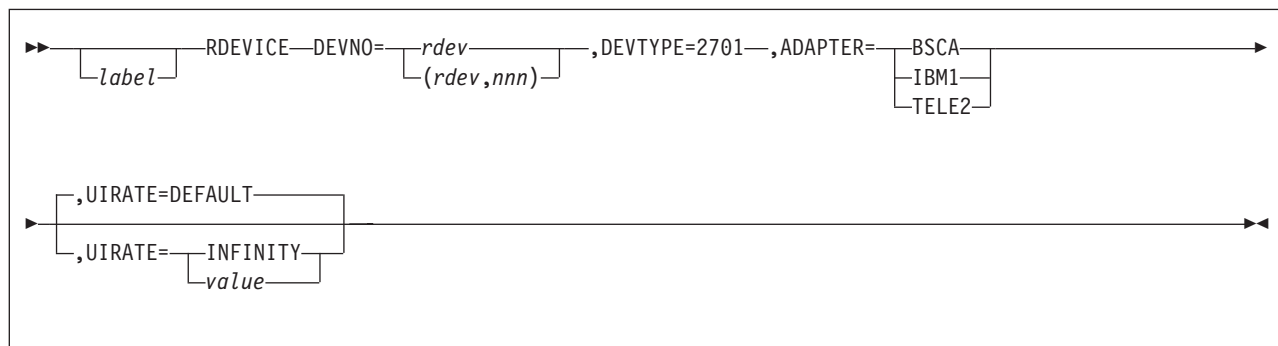 RDEVICE DEVNO= rdev ,DEVTYPE=2701 ,ADAPTER= BSCA
label (rdev,nnn) IBM1
TELE2
,UIRATE=DEFAULT
,UIRATE= INFINITY
value